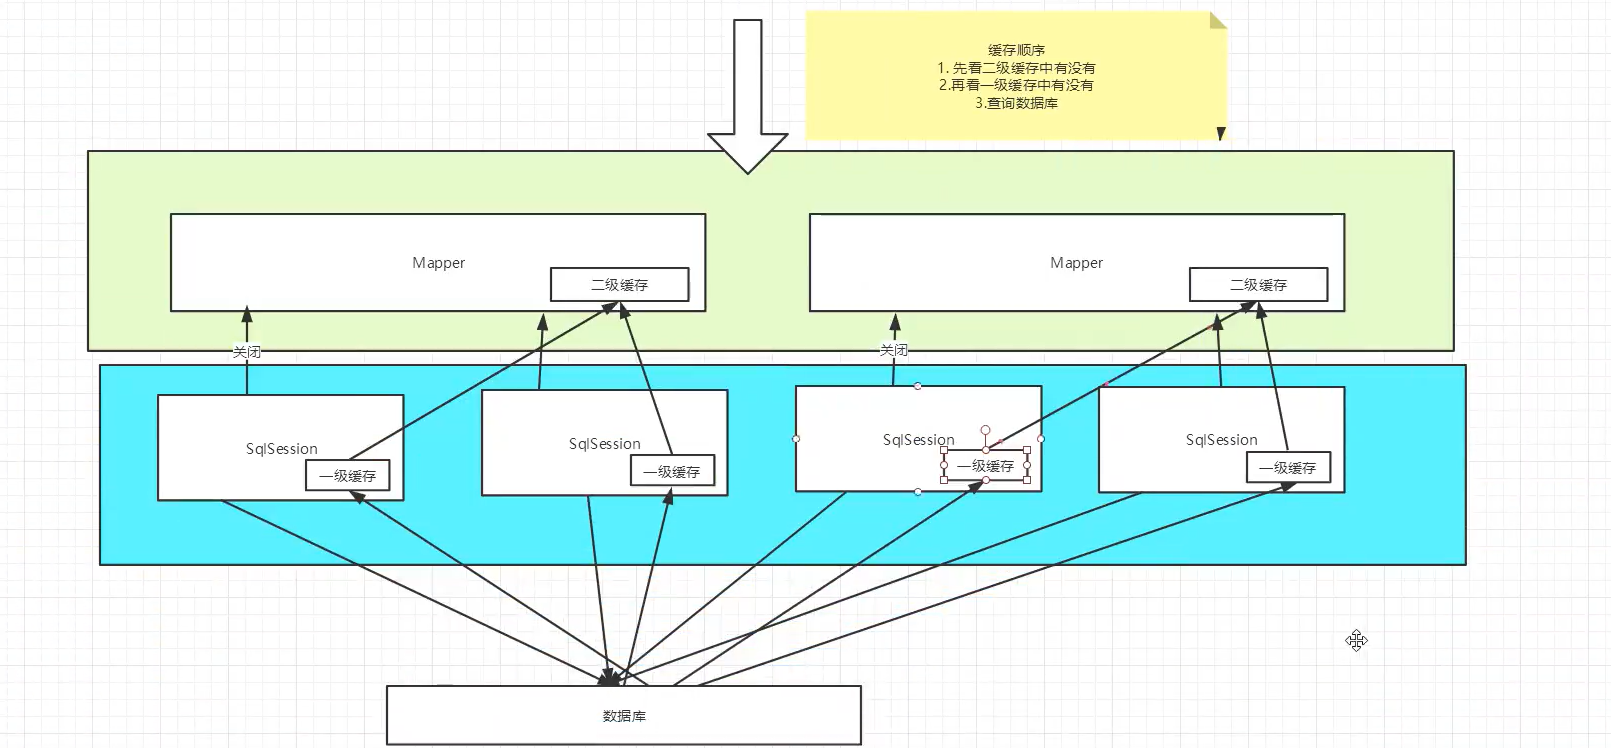 缓存顺序
1. 先看二级缓存中有没有
2.再看一级缓存中有没有
3.查询数据库
Mapper
二级缓存
Mapper
二级缓存
关闭
关闭
SqlSession
一级缓存
SqlSession
一级缓存
SqlSession
一级缓存
SqlSession
一级缓存
数据库